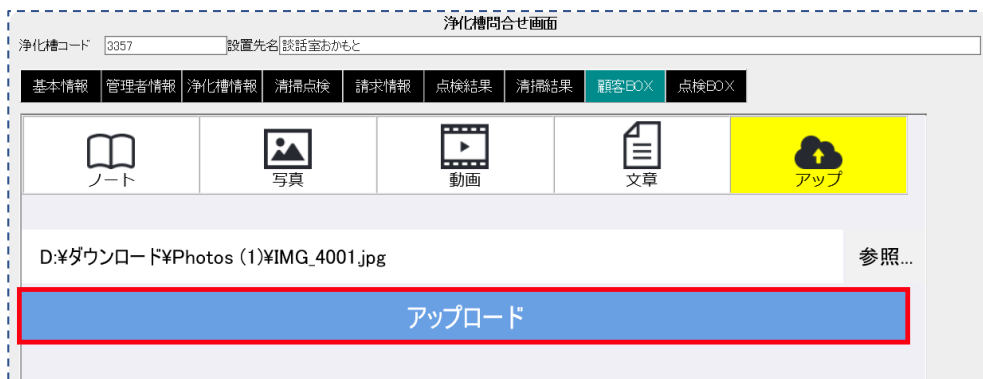 浄化槽問合せ画面
浄化槽コード 3357 設置先名 談話室おかもと
基本情報 管理者情報 浄化槽情報 清掃点検 請求情報 点検結果 清掃結果 顧客BOX 点検BOX
ノート 写真 動画 文章 アップ
D:¥ダウンロード¥Photos (1)¥IMG_4001.jpg 参照...
アップロード